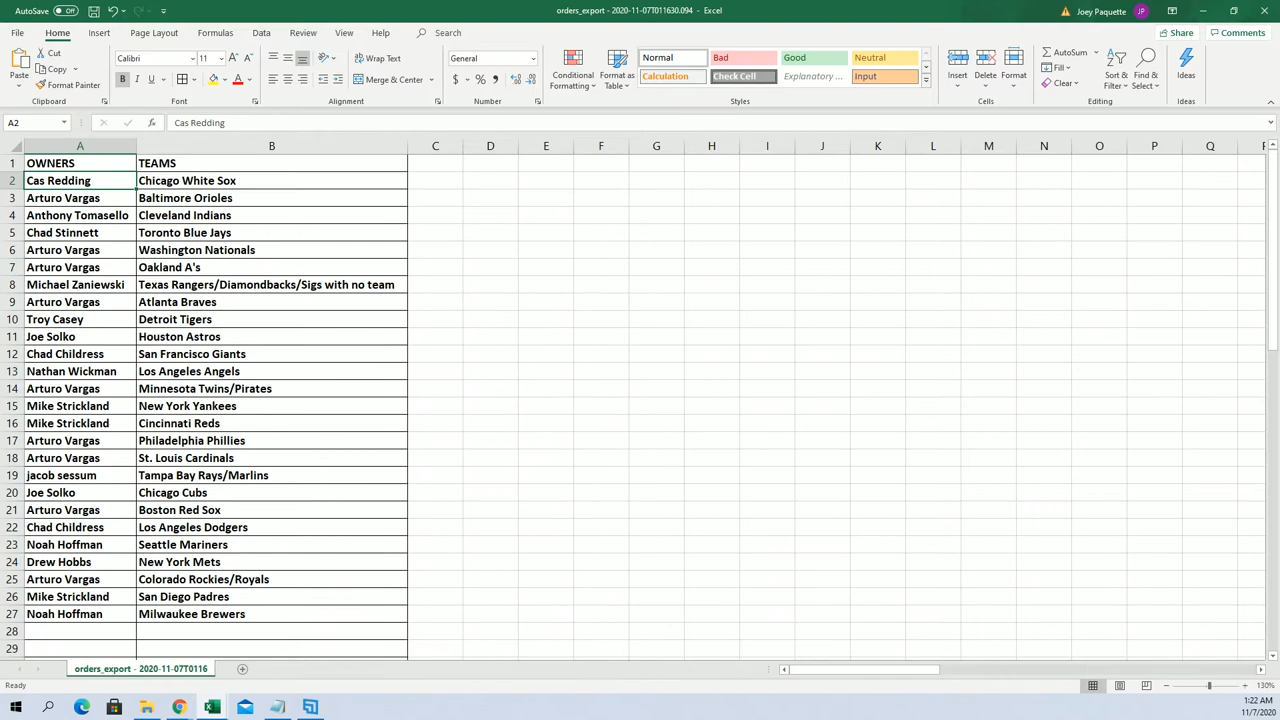 AutoSave Off orders_export - 2020-11-07T011630.094 - Excel Joey Paquette JP
File Home Insert Page Layout Formulas Data Review View Help Search Share Comments
Paste Cut Copy Format Painter Clipboard
Calibri 11 B I U A A A Font
Wrap Text Merge & Center Alignment
General $ % , Number
Conditional Formatting Format as Table
Normal Bad Good Neutral
Calculation Check Cell Explanatory ... Input
Styles
Insert Delete Format Cells
AutoSum Fill Clear Sort & Filter Find & Select Editing
Ideas Ideas
A2 fx Cas Redding
A B C D E F G H I J K L M N O P Q
1 OWNERS TEAMS
2 Cas Redding Chicago White Sox
3 Arturo Vargas Baltimore Orioles
4 Anthony Tomasello Cleveland Indians
5 Chad Stinnett Toronto Blue Jays
6 Arturo Vargas Washington Nationals
7 Arturo Vargas Oakland A's
8 Michael Zaniewski Texas Rangers/Diamondbacks/Sigs with no team
9 Arturo Vargas Atlanta Braves
10 Troy Casey Detroit Tigers
11 Joe Solko Houston Astros
12 Chad Childress San Francisco Giants
13 Nathan Wickman Los Angeles Angels
14 Arturo Vargas Minnesota Twins/Pirates
15 Mike Strickland New York Yankees
16 Mike Strickland Cincinnati Reds
17 Arturo Vargas Philadelphia Phillies
18 Arturo Vargas St. Louis Cardinals
19 jacob sessum Tampa Bay Rays/Marlins
20 Joe Solko Chicago Cubs
21 Arturo Vargas Boston Red Sox
22 Chad Childress Los Angeles Dodgers
23 Noah Hoffman Seattle Mariners
24 Drew Hobbs New York Mets
25 Arturo Vargas Colorado Rockies/Royals
26 Mike Strickland San Diego Padres
27 Noah Hoffman Milwaukee Brewers
28
29
orders_export - 2020-11-07T0116
Ready 130%
1:22 AM
11/7/2020